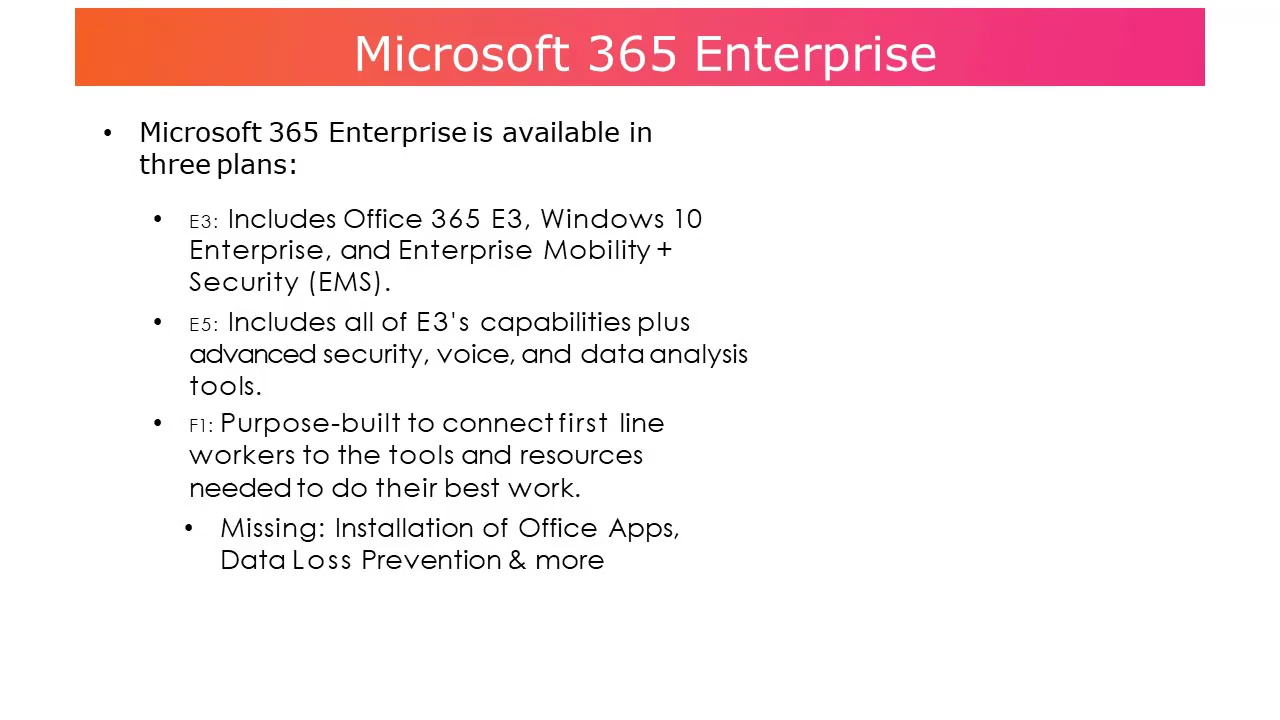 Microsoft 365 Enterprise
• Microsoft 365 Enterprise is available in
three plans:
• E3: Includes Office 365 E3, Windows 10
Enterprise, and Enterprise Mobility +
Security (EMS).
• E5: Includes all of E3's capabilities plus
advanced security, voice, and data analysis
tools.
• F1: Purpose-built to connect first line
workers to the tools and resources
needed to do their best work.
• Missing: Installation of Office Apps,
Data Loss Prevention & more